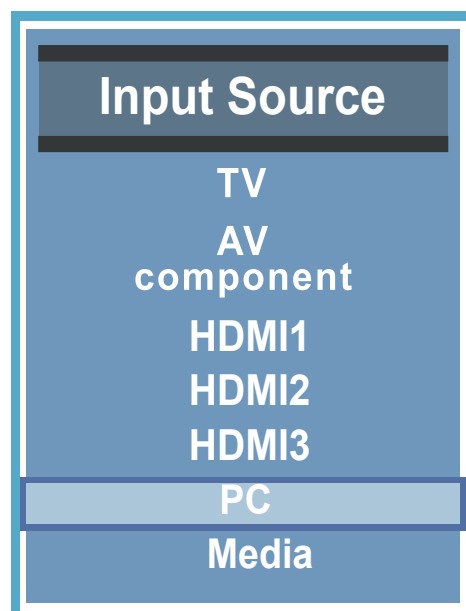 Input Source
TV
AV
component
HDMI1
HDMI2
HDMI3
PC
Media